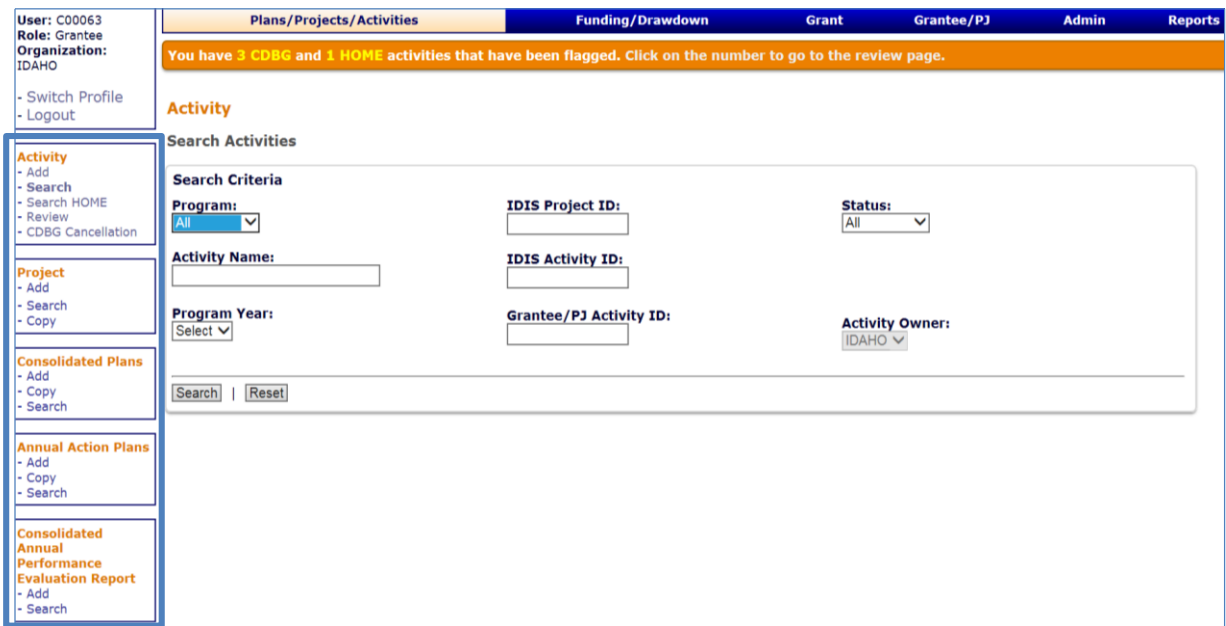 User: C00063
Role: Grantee
Organization:
IDAHO
- Switch Profile
- Logout
Activity
- Add
- Search
- Search HOME
- Review
- CDBG Cancellation
Project
- Add
- Search
- Copy
Consolidated Plans
- Add
- Copy
- Search
Annual Action Plans
- Add
- Copy
- Search
Consolidated
Annual
Performance
Evaluation Report
- Add
- Search
Plans/Projects/Activities Funding/Drawdown Grant Grantee/PJ Admin Reports
You have 3 CDBG and 1 HOME activities that have been flagged. Click on the number to go to the review page.
Activity
Search Activities
Search Criteria
Program: IDIS Project ID: Status:
All All
Activity Name: IDIS Activity ID:
Program Year: Grantee/PJ Activity ID: Activity Owner:
Select IDAHO
Search | Reset